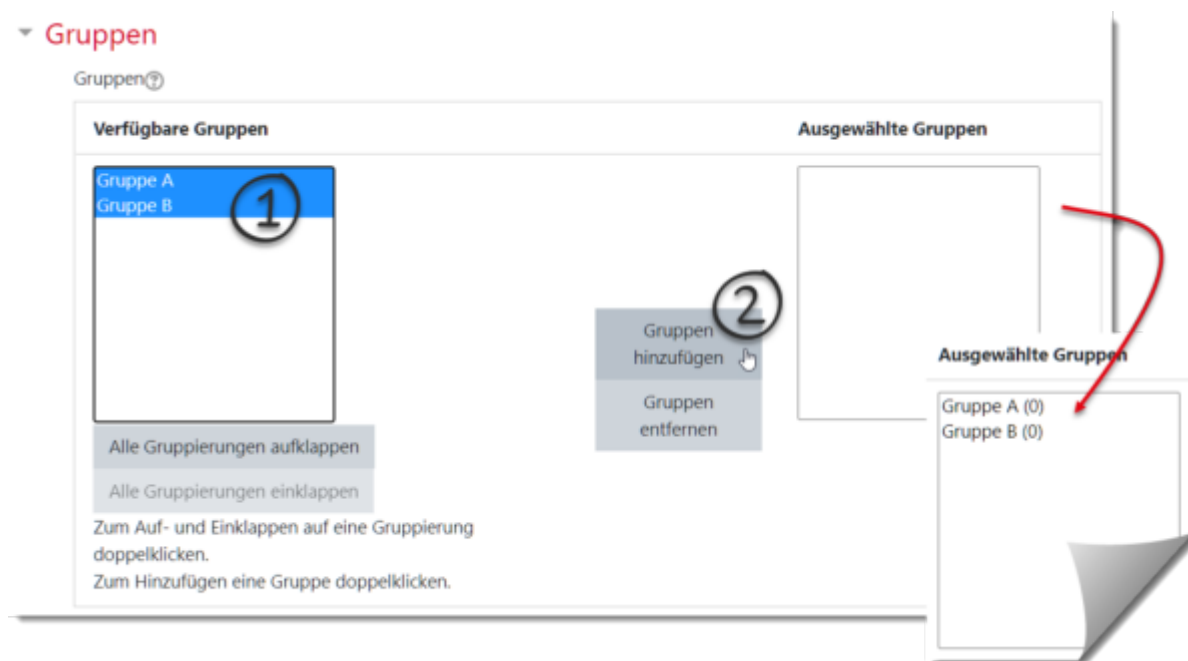 Gruppen
Gruppen?
Verfügbare Gruppen
Ausgewählte Gruppen
Gruppe A
Gruppe B
1
2
Gruppen
hinzufügen
Gruppen
entfernen
Alle Gruppierungen aufklappen
Alle Gruppierungen einklappen
Zum Auf- und Einklappen auf eine Gruppierung
doppelklicken.
Zum Hinzufügen eine Gruppe doppelklicken.
Ausgewählte Gruppen
Gruppe A (0)
Gruppe B (0)